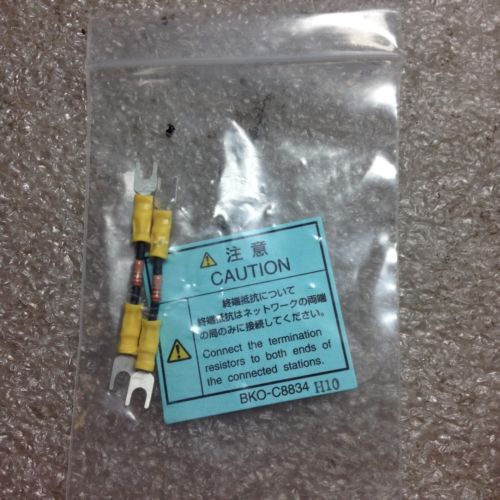 注意
CAUTION
終端抵抗について
終端抵抗はネットワークの両端
の局のみに接続してください。
Connect the termination
resistors to both ends of
the connected stations.
BKO-C8834 H10